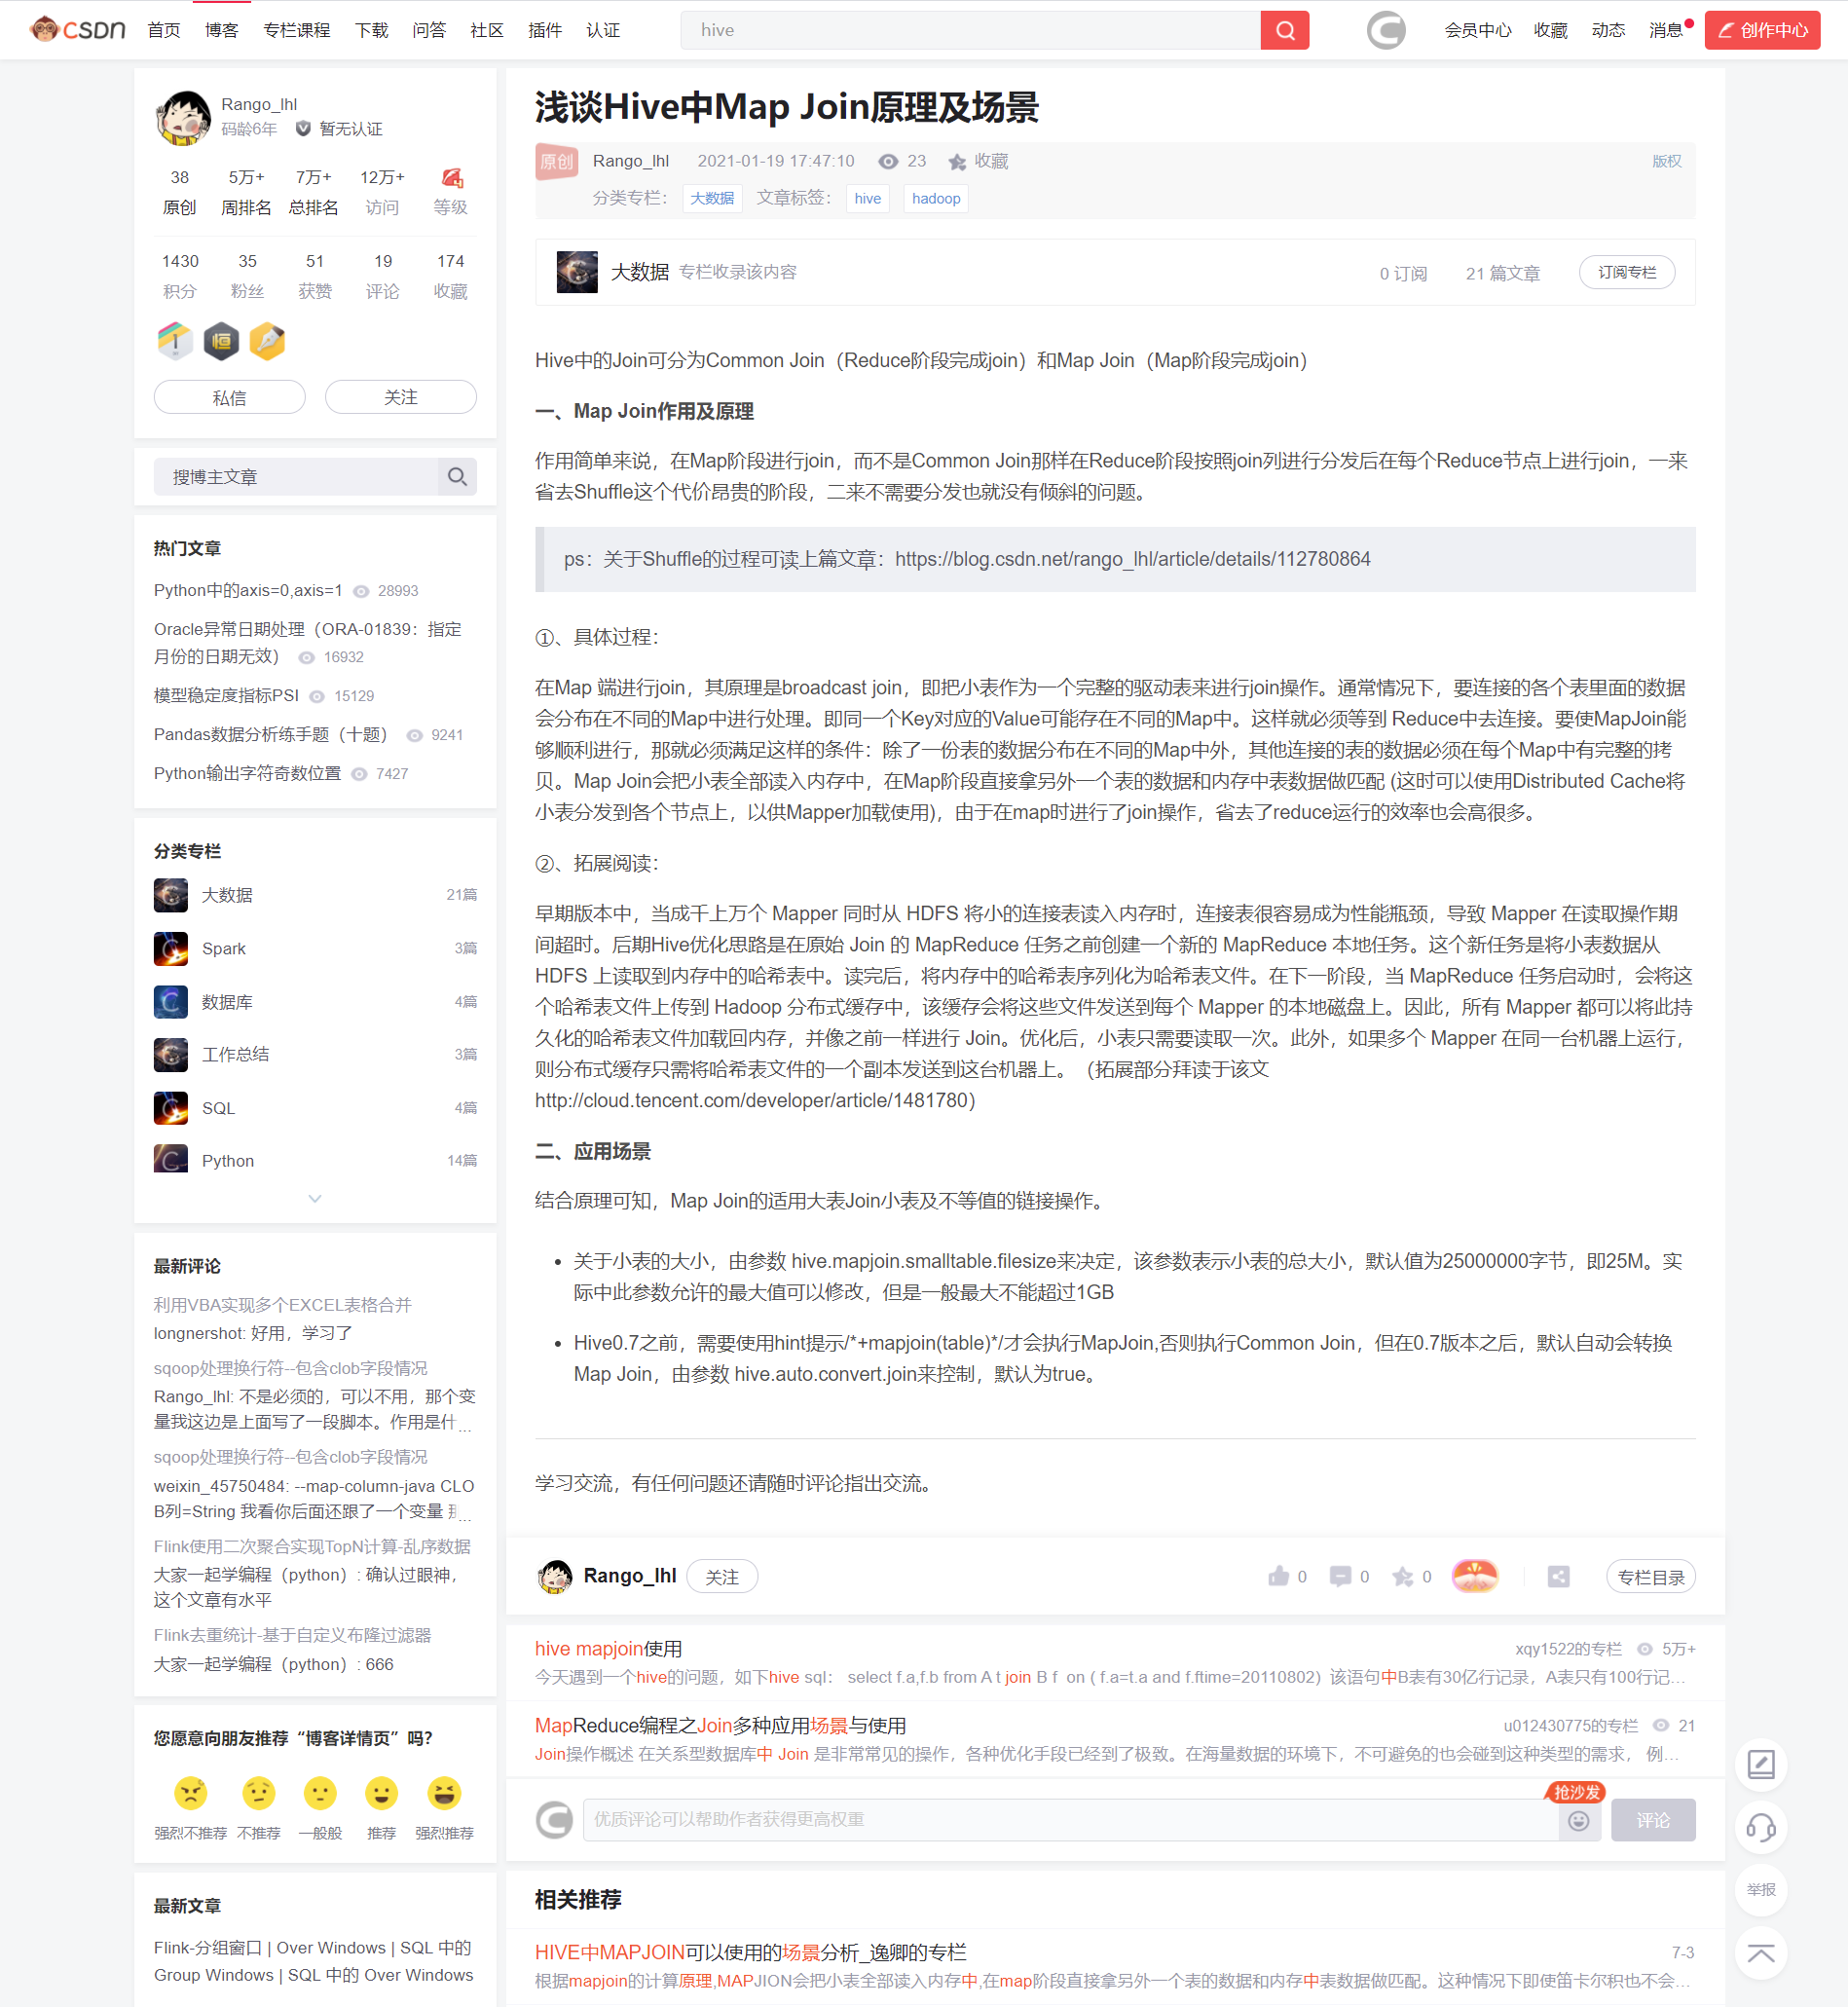 CSDN 首页 博客 专栏课程 下载 问答 社区 插件 认证 hive 会员中心 收藏 动态 消息 创作中心
Rango_lhl
码龄6年 暂无认证
38 5万+ 7万+ 12万+ 4
原创 周排名 总排名 访问 等级
1430 35 51 19 174
积分 粉丝 获赞 评论 收藏
私信 关注
搜博主文章
热门文章
Python中的axis=0,axis=1 28993
Oracle异常日期处理（ORA-01839：指定
月份的日期无效） 16932
模型稳定度指标PSI 15129
Pandas数据分析练手题（十题） 9241
Python输出字符奇数位置 7427
分类专栏
大数据 21篇
Spark 3篇
数据库 4篇
工作总结 3篇
SQL 4篇
Python 14篇
最新评论
利用VBA实现多个EXCEL表格合并
longnershot: 好用，学习了
sqoop处理换行符--包含clob字段情况
Rango_lhl: 不是必须的，可以不用，那个变
量我这边是上面写了一段脚本。作用是什...
sqoop处理换行符--包含clob字段情况
weixin_45750484: --map-column-java CLO
B列=String 我看你后面还跟了一个变量 ...
Flink使用二次聚合实现TopN计算-乱序数据
大家一起学编程（python）: 确认过眼神，
这个文章有水平
Flink去重统计-基于自定义布隆过滤器
大家一起学编程（python）: 666
您愿意向朋友推荐“博客详情页”吗？
强烈不推荐 不推荐 一般般 推荐 强烈推荐
最新文章
Flink-分组窗口 | Over Windows | SQL 中的
Group Windows | SQL 中的 Over Windows
浅谈Hive中Map Join原理及场景
原创 Rango_lhl 2021-01-19 17:47:10 23 收藏 版权
分类专栏： 大数据 文章标签： hive hadoop
大数据 专栏收录该内容 0 订阅 21 篇文章 订阅专栏
Hive中的Join可分为Common Join（Reduce阶段完成join）和Map Join（Map阶段完成join）
一、Map Join作用及原理
作用简单来说，在Map阶段进行join，而不是Common Join那样在Reduce阶段按照join列进行分发后在每个Reduce节点上进行join，一来
省去Shuffle这个代价昂贵的阶段，二来不需要分发也就没有倾斜的问题。
ps：关于Shuffle的过程可读上篇文章：https://blog.csdn.net/rango_lhl/article/details/112780864
①、具体过程：
在Map 端进行join，其原理是broadcast join，即把小表作为一个完整的驱动表来进行join操作。通常情况下，要连接的各个表里面的数据
会分布在不同的Map中进行处理。即同一个Key对应的Value可能存在不同的Map中。这样就必须等到 Reduce中去连接。要使MapJoin能
够顺利进行，那就必须满足这样的条件：除了一份表的数据分布在不同的Map中外，其他连接的表的数据必须在每个Map中有完整的拷
贝。Map Join会把小表全部读入内存中，在Map阶段直接拿另外一个表的数据和内存中表数据做匹配 (这时可以使用Distributed Cache将
小表分发到各个节点上，以供Mapper加载使用)，由于在map时进行了join操作，省去了reduce运行的效率也会高很多。
②、拓展阅读：
早期版本中，当成千上万个 Mapper 同时从 HDFS 将小的连接表读入内存时，连接表很容易成为性能瓶颈，导致 Mapper 在读取操作期
间超时。后期Hive优化思路是在原始 Join 的 MapReduce 任务之前创建一个新的 MapReduce 本地任务。这个新任务是将小表数据从
HDFS 上读取到内存中的哈希表中。读完后，将内存中的哈希表序列化为哈希表文件。在下一阶段，当 MapReduce 任务启动时，会将这
个哈希表文件上传到 Hadoop 分布式缓存中，该缓存会将这些文件发送到每个 Mapper 的本地磁盘上。因此，所有 Mapper 都可以将此持
久化的哈希表文件加载回内存，并像之前一样进行 Join。优化后，小表只需要读取一次。此外，如果多个 Mapper 在同一台机器上运行，
则分布式缓存只需将哈希表文件的一个副本发送到这台机器上。（拓展部分拜读于该文
http://cloud.tencent.com/developer/article/1481780）
二、应用场景
结合原理可知，Map Join的适用大表Join小表及不等值的链接操作。
• 关于小表的大小，由参数 hive.mapjoin.smalltable.filesize来决定，该参数表示小表的总大小，默认值为25000000字节，即25M。实
际中此参数允许的最大值可以修改，但是一般最大不能超过1GB
• Hive0.7之前，需要使用hint提示/*+mapjoin(table)*/才会执行MapJoin,否则执行Common Join，但在0.7版本之后，默认自动会转换
Map Join，由参数 hive.auto.convert.join来控制，默认为true。
学习交流，有任何问题还请随时评论指出交流。
Rango_lhl 关注 0 0 0 专栏目录
hive mapjoin使用 xqy1522的专栏 5万+
今天遇到一个hive的问题，如下hive sql： select f.a,f.b from A t join B f on ( f.a=t.a and f.ftime=20110802) 该语句中B表有30亿行记录，A表只有100行记...
MapReduce编程之Join多种应用场景与使用 u012430775的专栏 21
Join操作概述 在关系型数据库中 Join 是非常常见的操作，各种优化手段已经到了极致。在海量数据的环境下，不可避免的也会碰到这种类型的需求， 例...
抢沙发
优质评论可以帮助作者获得更高权重 评论
相关推荐
HIVE中MAPJOIN可以使用的场景分析_逸卿的专栏 7-3
根据mapjoin的计算原理,MAPJION会把小表全部读入内存中,在map阶段直接拿另外一个表的数据和内存中表数据做匹配。这种情况下即使笛卡尔积也不会...
举报